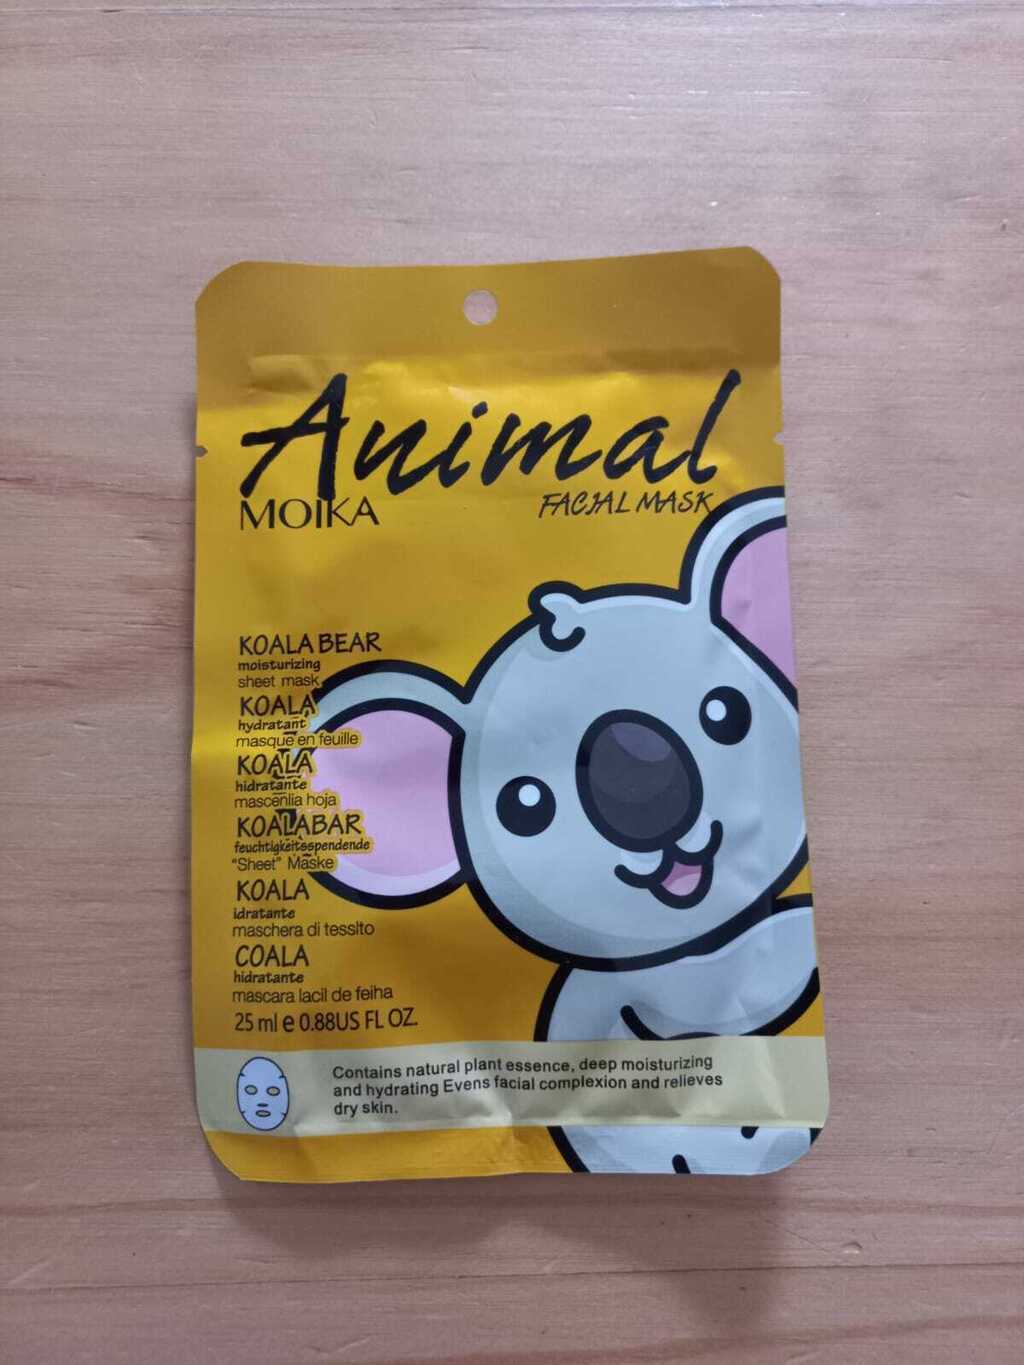 Animal
MOIKA
FACIAL MASK
KOALA BEAR
moisturizing
sheet mask
KOALA
hydratant
masque en feuille
KOALA
hidratante
mascenlia hoja
KOALABAR
feuchtigkeitsspendende
"Sheet" Maske
KOALA
idratante
maschera di tesslto
COALA
hidratante
mascara lacil de feiha
25 ml e 0.88US FL OZ.
Contains natural plant essence, deep moisturizing
and hydrating Evens facial complexion and relieves
dry skin.